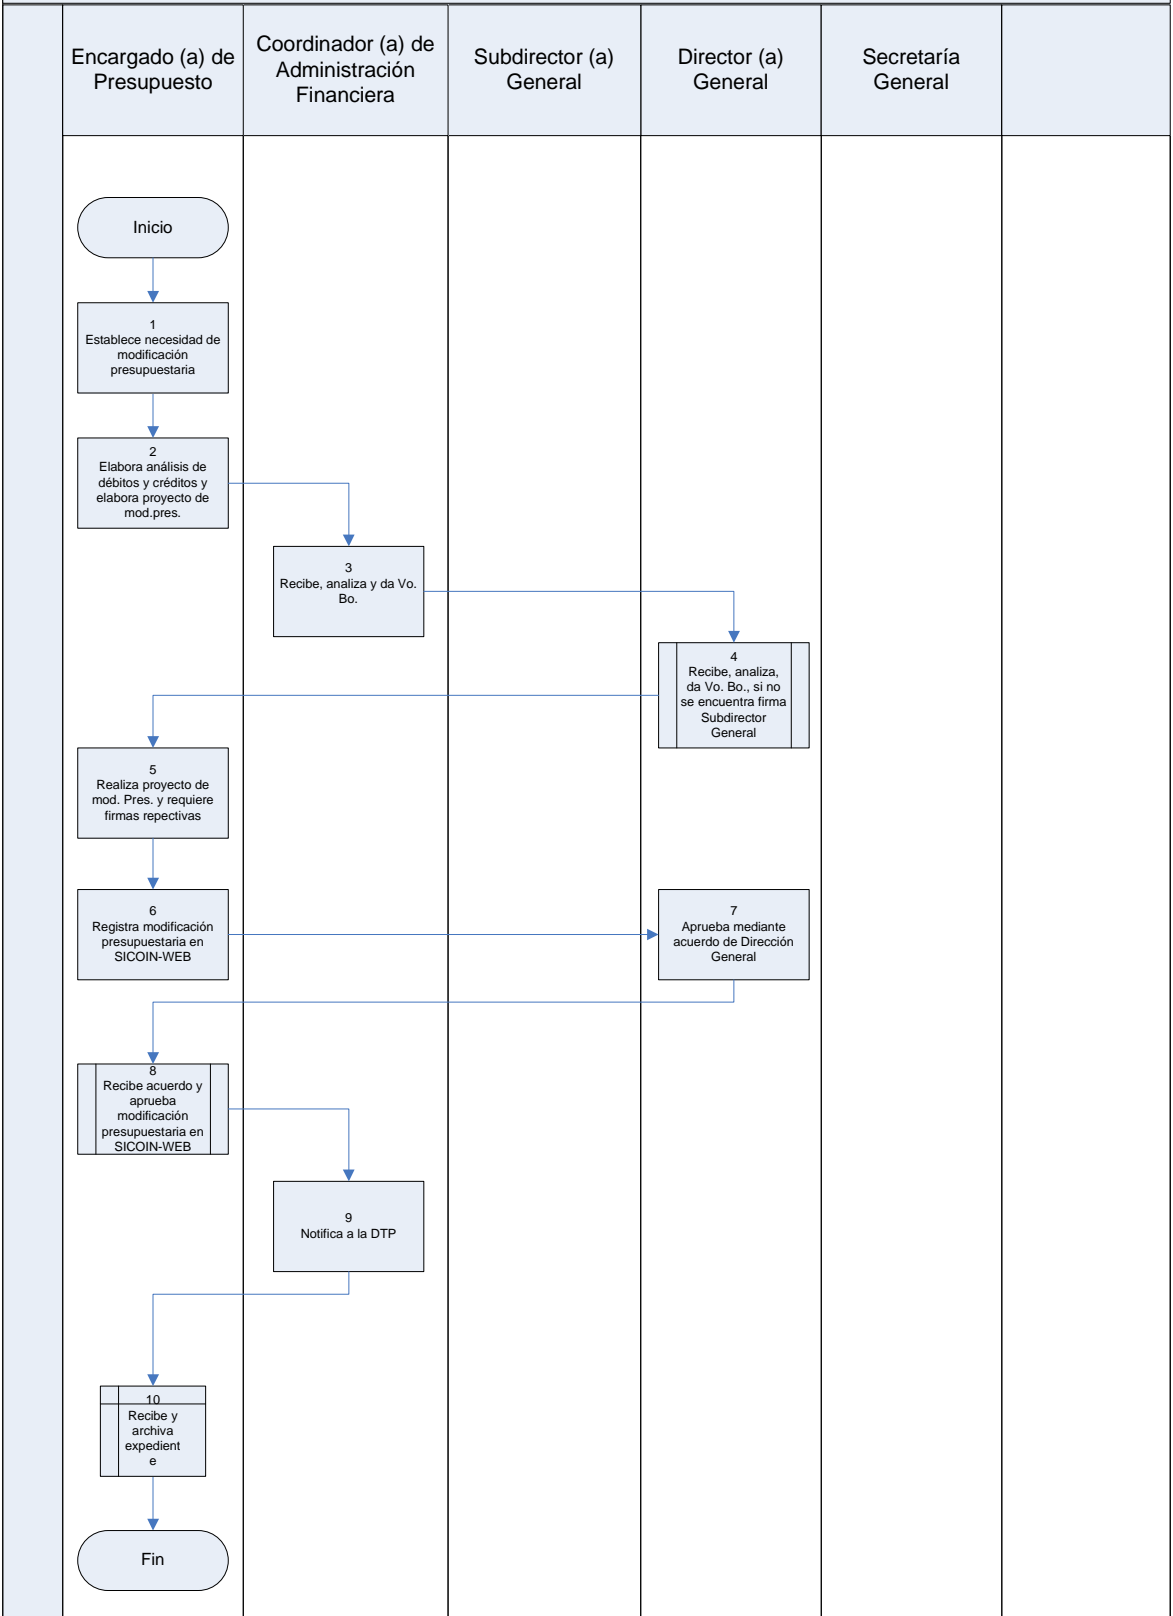 Encargado (a) de
Presupuesto
Coordinador (a) de
Administración
Financiera
Subdirector (a)
General
Director (a)
General
Secretaría
General
Inicio
1
Establece necesidad de
modificación
presupuestaria
2
Elabora análisis de
débitos y créditos y
elabora proyecto de
mod.pres.
3
Recibe, analiza y da Vo.
Bo.
4
Recibe, analiza,
da Vo. Bo., si no
se encuentra firma
Subdirector
General
5
Realiza proyecto de
mod. Pres. y requiere
firmas repectivas
6
Registra modificación
presupuestaria en
SICOIN-WEB
7
Aprueba mediante
acuerdo de Dirección
General
8
Recibe acuerdo y
aprueba
modificación
presupuestaria en
SICOIN-WEB
9
Notifica a la DTP
10
Recibe y
archiva
expedient
e
Fin